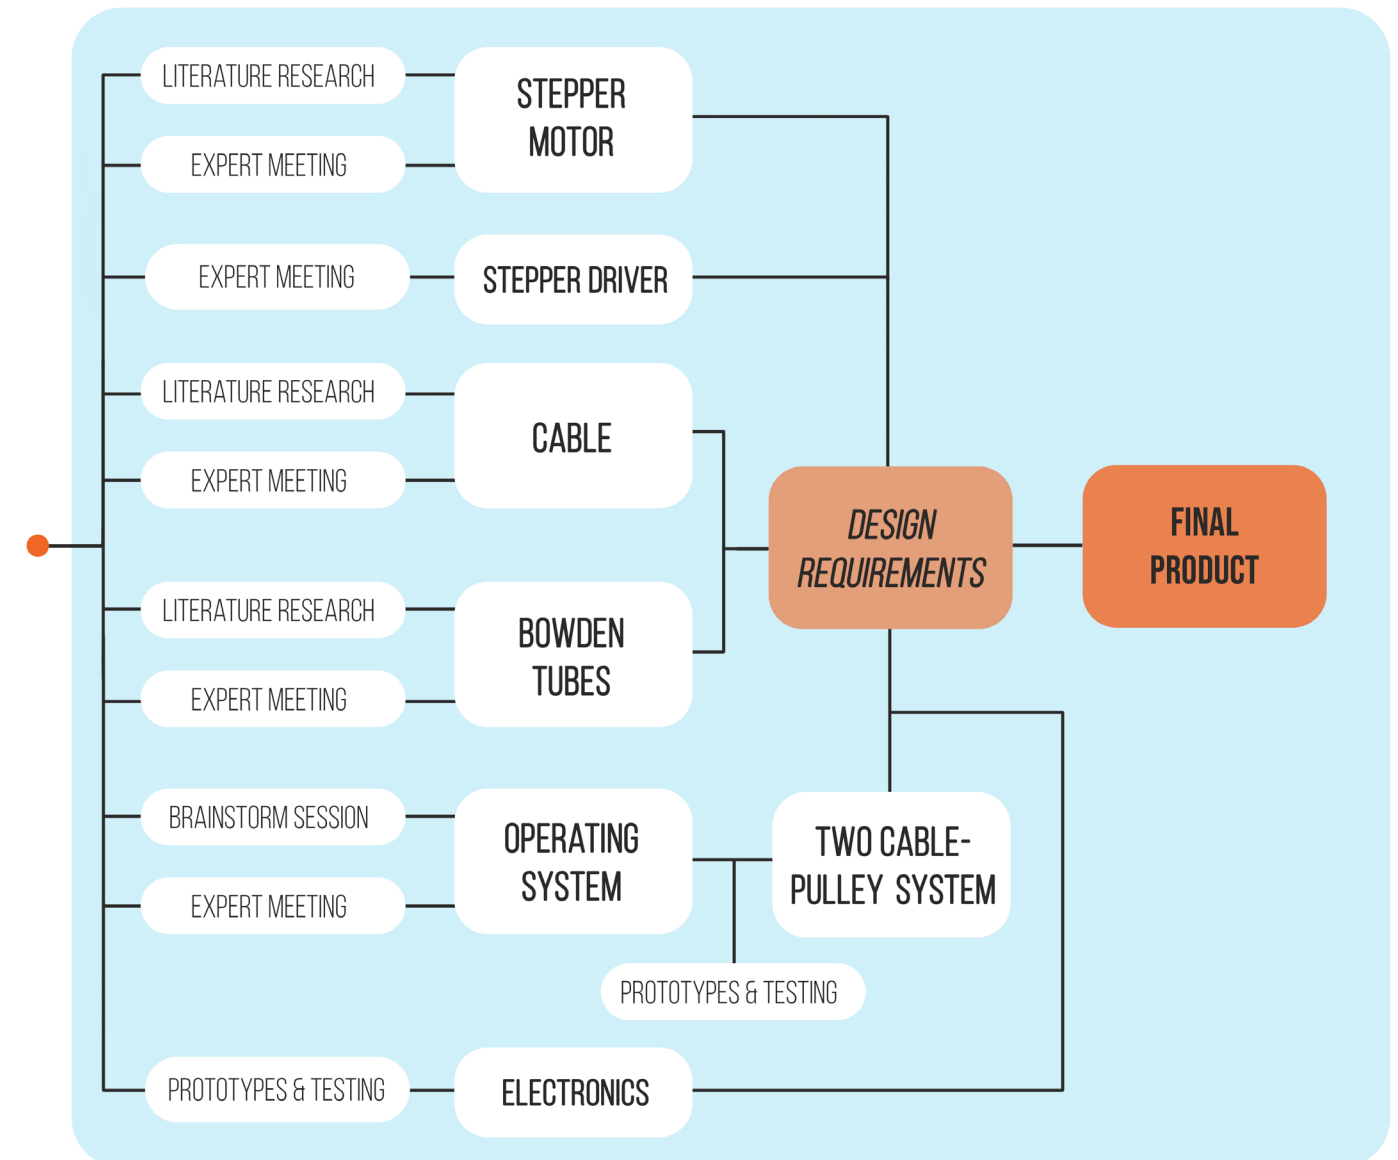 LITERATURE RESEARCH
EXPERT MEETING
STEPPER
MOTOR
EXPERT MEETING
STEPPER DRIVER
LITERATURE RESEARCH
EXPERT MEETING
CABLE
LITERATURE RESEARCH
EXPERT MEETING
BOWDEN
TUBES
DESIGN
REQUIREMENTS
FINAL
PRODUCT
BRAINSTORM SESSION
EXPERT MEETING
OPERATING
SYSTEM
TWO CABLE-
PULLEY SYSTEM
PROTOTYPES & TESTING
PROTOTYPES & TESTING
ELECTRONICS